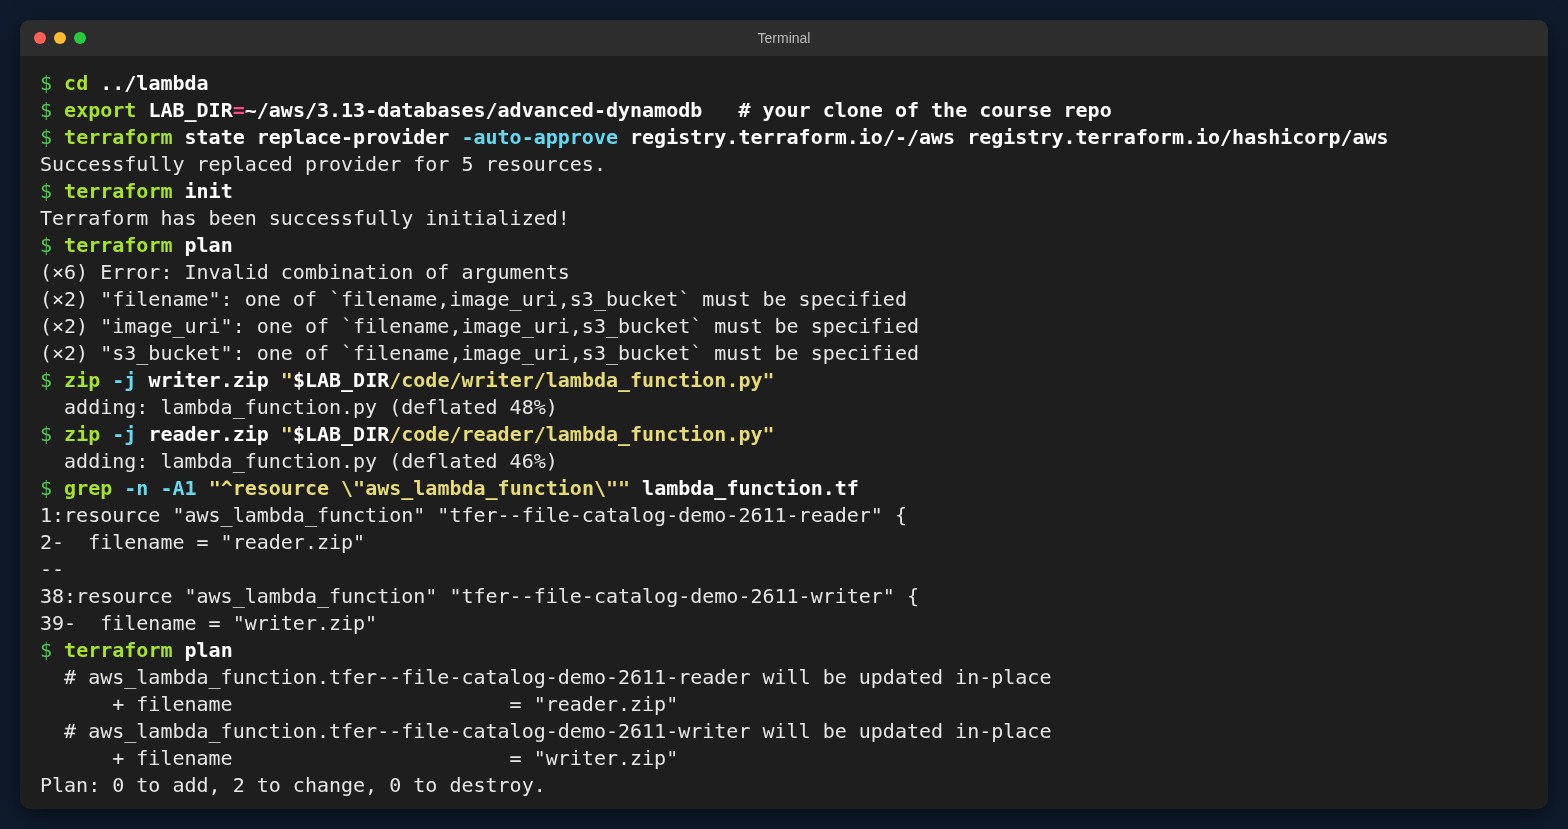 Terminal
$ cd ../lambda
$ export LAB_DIR=~/aws/3.13-databases/advanced-dynamodb   # your clone of the course repo
$ terraform state replace-provider -auto-approve registry.terraform.io/-/aws registry.terraform.io/hashicorp/aws
Successfully replaced provider for 5 resources.
$ terraform init
Terraform has been successfully initialized!
$ terraform plan
(×6) Error: Invalid combination of arguments
(×2) "filename": one of `filename,image_uri,s3_bucket` must be specified
(×2) "image_uri": one of `filename,image_uri,s3_bucket` must be specified
(×2) "s3_bucket": one of `filename,image_uri,s3_bucket` must be specified
$ zip -j writer.zip "$LAB_DIR/code/writer/lambda_function.py"
  adding: lambda_function.py (deflated 48%)
$ zip -j reader.zip "$LAB_DIR/code/reader/lambda_function.py"
  adding: lambda_function.py (deflated 46%)
$ grep -n -A1 "^resource \"aws_lambda_function\"" lambda_function.tf
1:resource "aws_lambda_function" "tfer--file-catalog-demo-2611-reader" {
2-  filename = "reader.zip"
--
38:resource "aws_lambda_function" "tfer--file-catalog-demo-2611-writer" {
39-  filename = "writer.zip"
$ terraform plan
  # aws_lambda_function.tfer--file-catalog-demo-2611-reader will be updated in-place
      + filename                       = "reader.zip"
  # aws_lambda_function.tfer--file-catalog-demo-2611-writer will be updated in-place
      + filename                       = "writer.zip"
Plan: 0 to add, 2 to change, 0 to destroy.